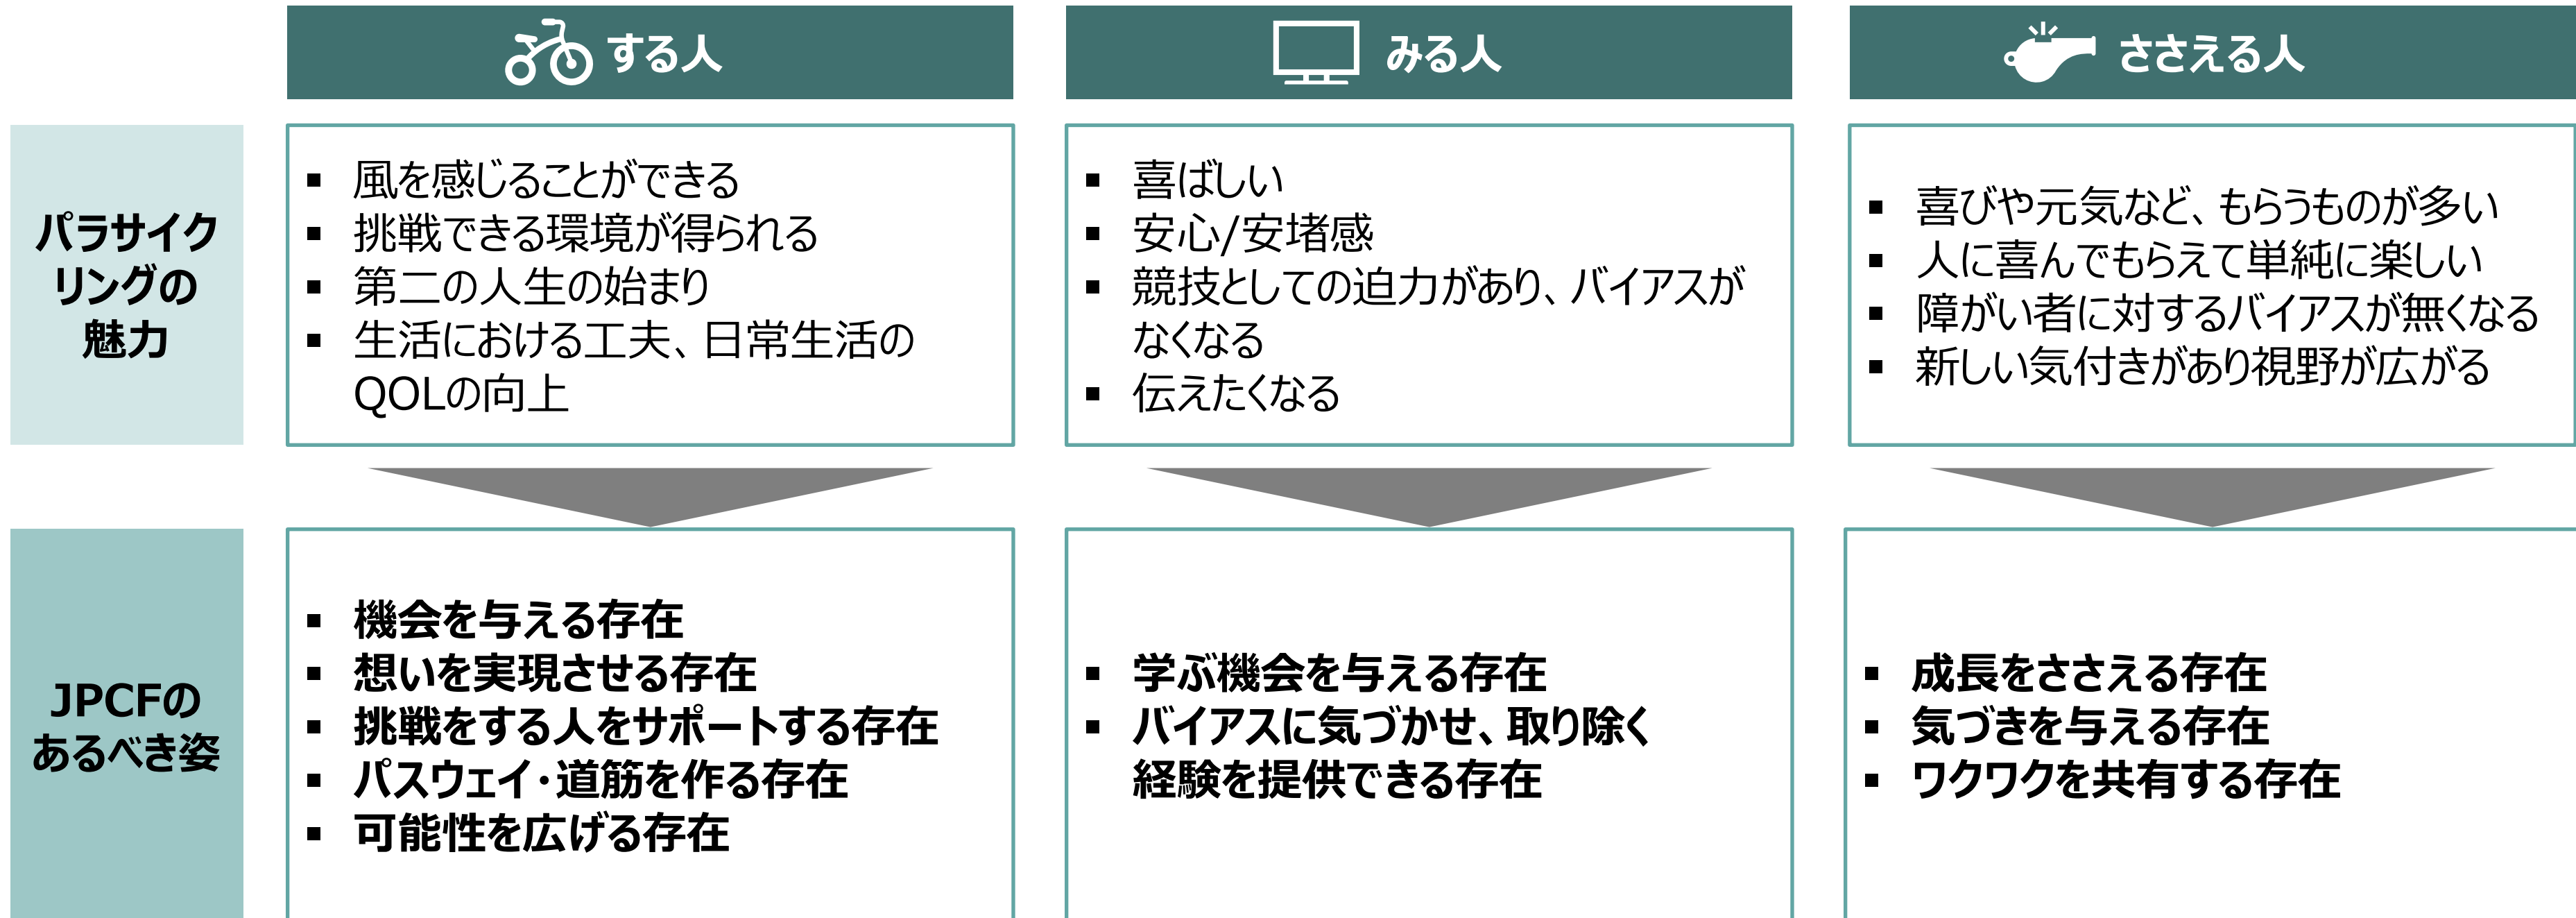 する人
みる人
ささえる人
パラサイク
リングの
魅力
▪ 風を感じることができる
▪ 挑戦できる環境が得られる
▪ 第二の人生の始まり
▪ 生活における工夫、日常生活の
QOLの向上
▪ 喜ばしい
▪ 安心/安堵感
▪ 競技としての迫力があり、バイアスが
なくなる
▪ 伝えたくなる
▪ 喜びや元気など、もらうものが多い
▪ 人に喜んでもらえて単純に楽しい
▪ 障がい者に対するバイアスが無くなる
▪ 新しい気付きがあり視野が広がる
JPCFの
あるべき姿
▪ 機会を与える存在
▪ 想いを実現させる存在
▪ 挑戦をする人をサポートする存在
▪ パスウェイ・道筋を作る存在
▪ 可能性を広げる存在
▪ 学ぶ機会を与える存在
▪ バイアスに気づかせ、取り除く
経験を提供できる存在
▪ 成長をささえる存在
▪ 気づきを与える存在
▪ ワクワクを共有する存在